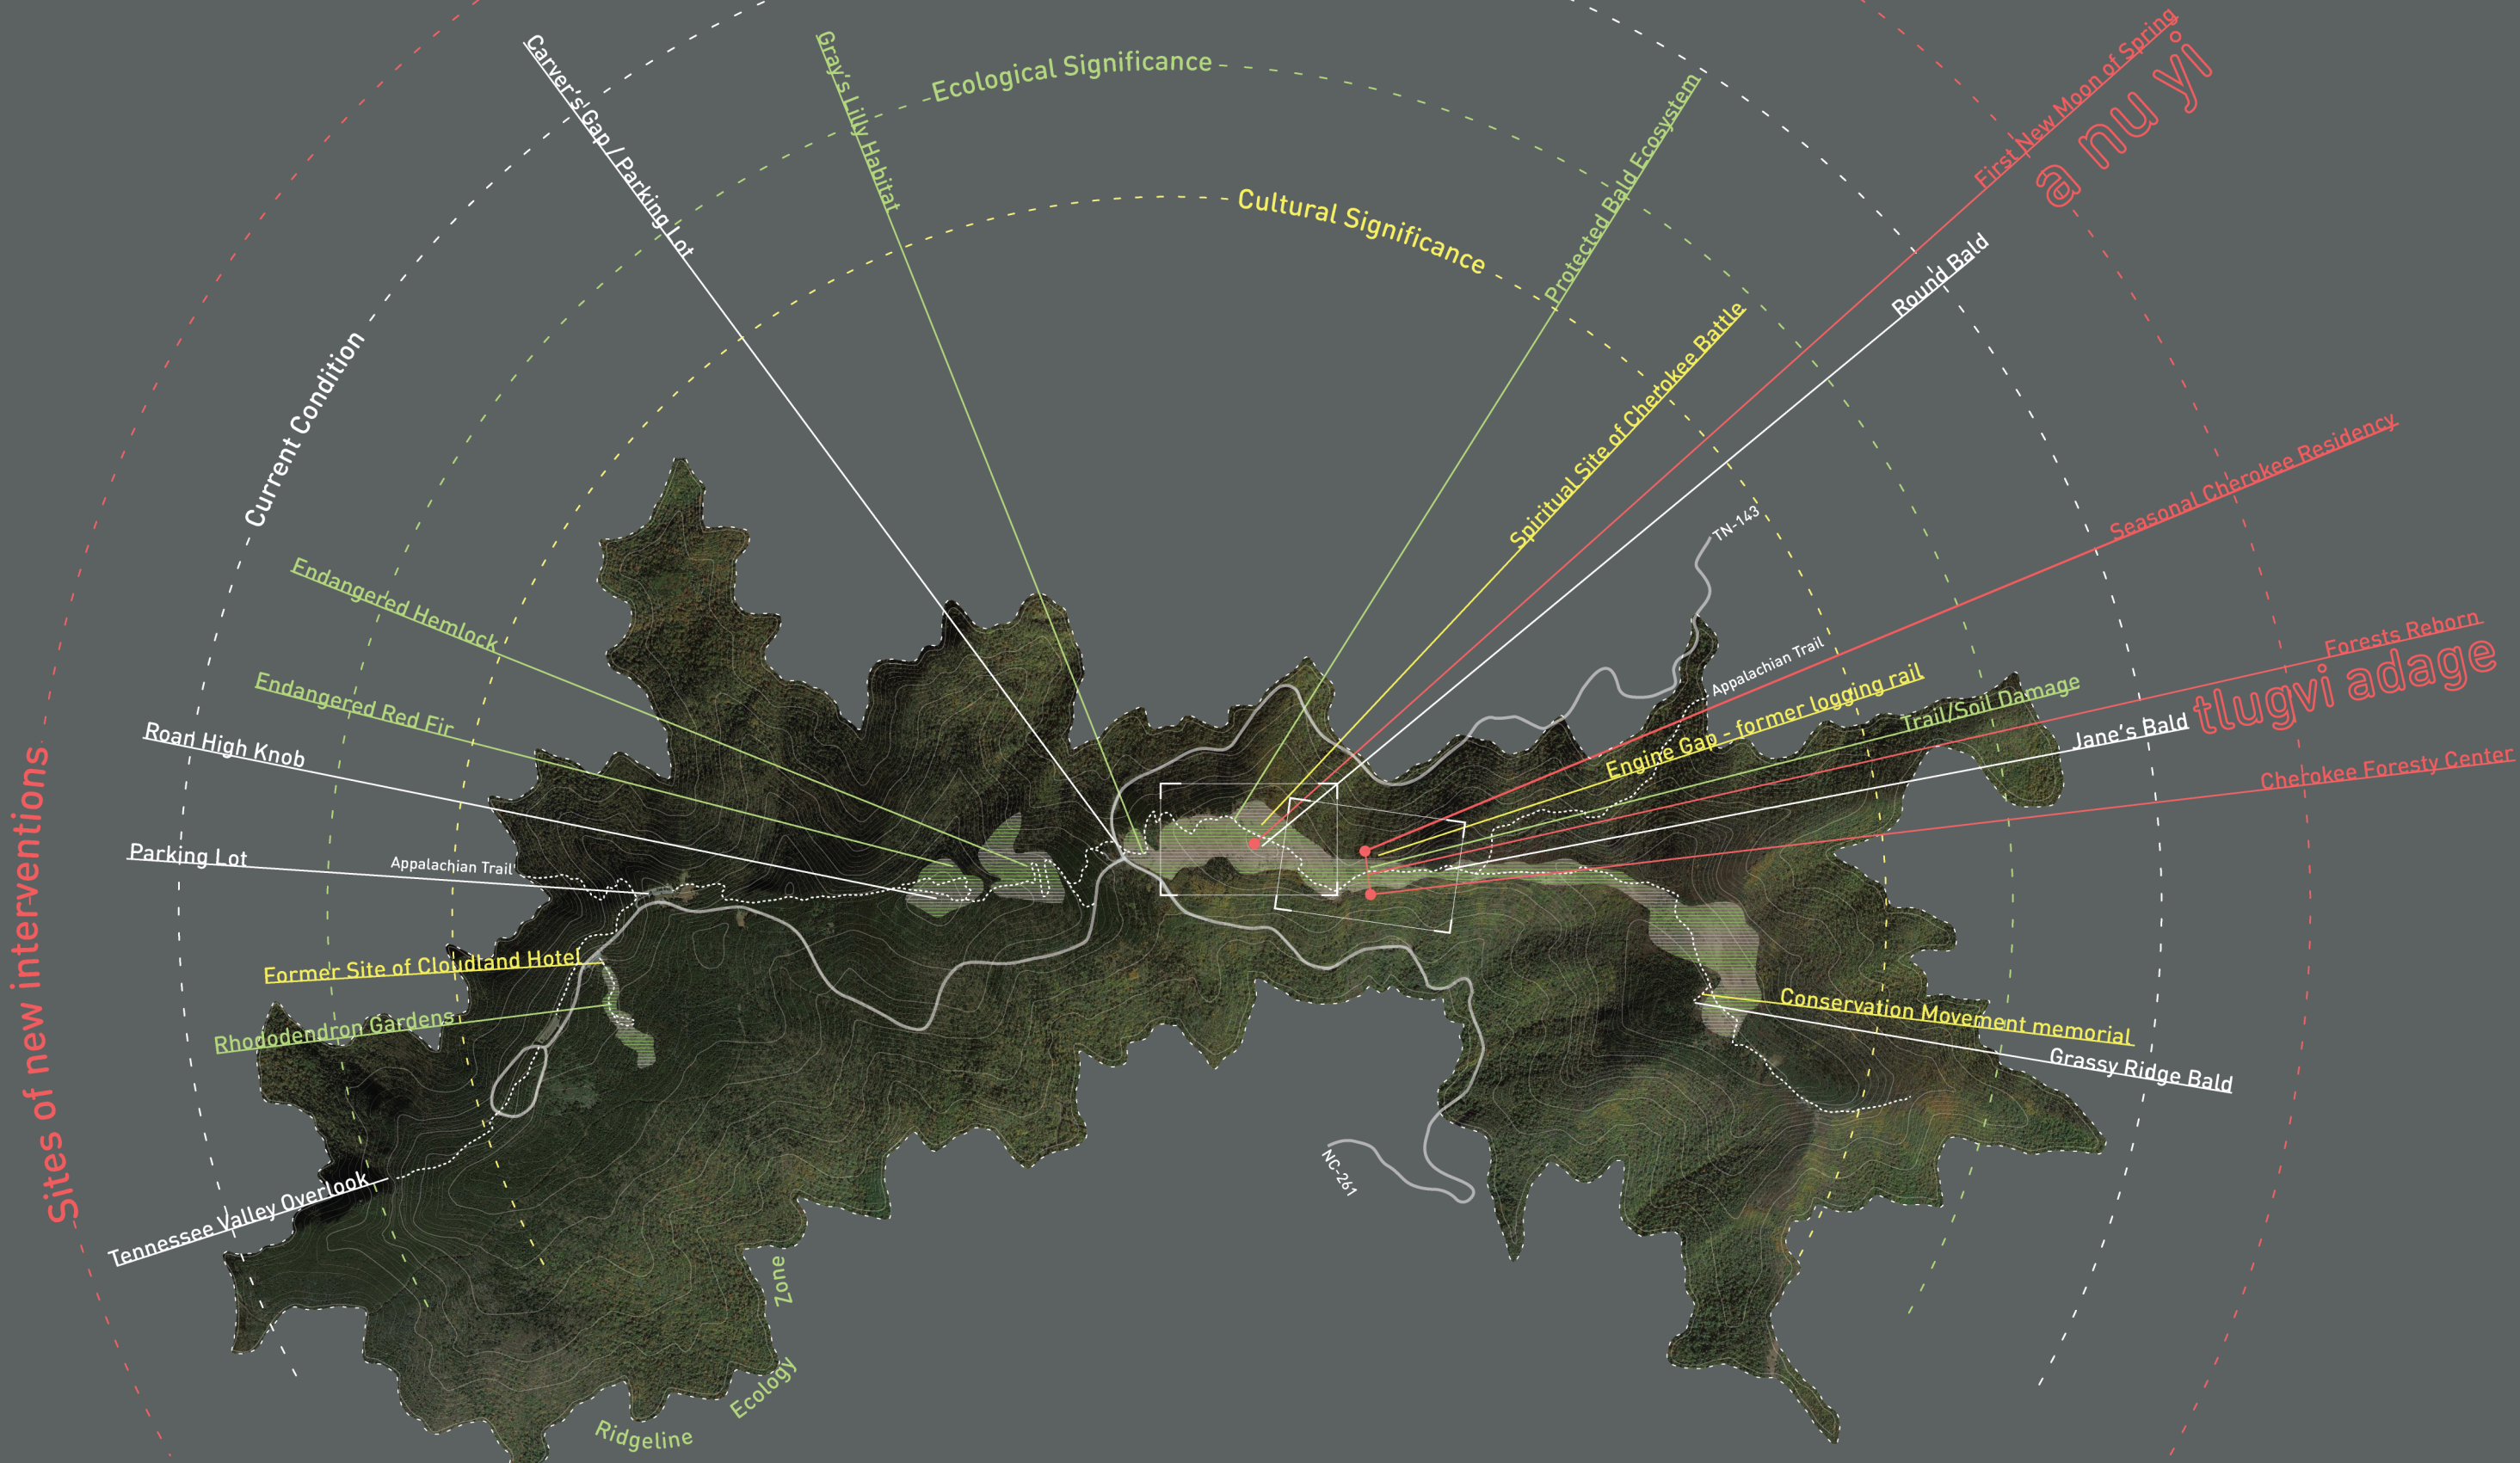 Sites of new interventions
Current Condition
Ecological Significance
Cultural Significance
Carver's Gap / Parking Lot
Gray's Lilly Habitat
Protected Bald Ecosystem
Spiritual Site of Cherokee Battle
First New Moon of Spring
a nu yi
Round Bald
TN-143
Seasonal Cherokee Residency
Appalachian Trail
Engine Gap - former logging rail
Trail/Soil Damage
Forests Reborn
tlugvi adage
Jane's Bald
Cherokee Foresty Center
Conservation Movement memorial
Grassy Ridge Bald
NC-261
Endangered Hemlock
Endangered Red Fir
Roan High Knob
Parking Lot
Appalachian Trail
Former Site of Cloudland Hotel
Rhododendron Gardens
Tennessee Valley Overlook
Ridgeline
Ecology
Zone